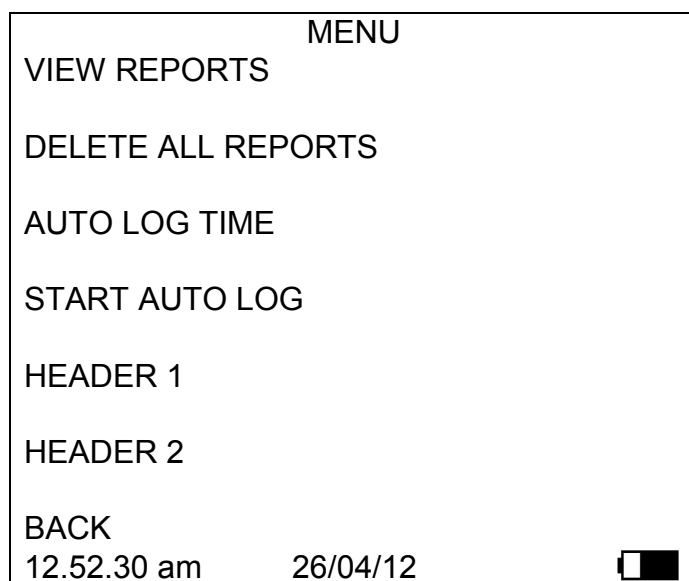 MENU
VIEW REPORTS
DELETE ALL REPORTS
AUTO LOG TIME
START AUTO LOG
HEADER 1
HEADER 2
BACK
12.52.30 am 26/04/12